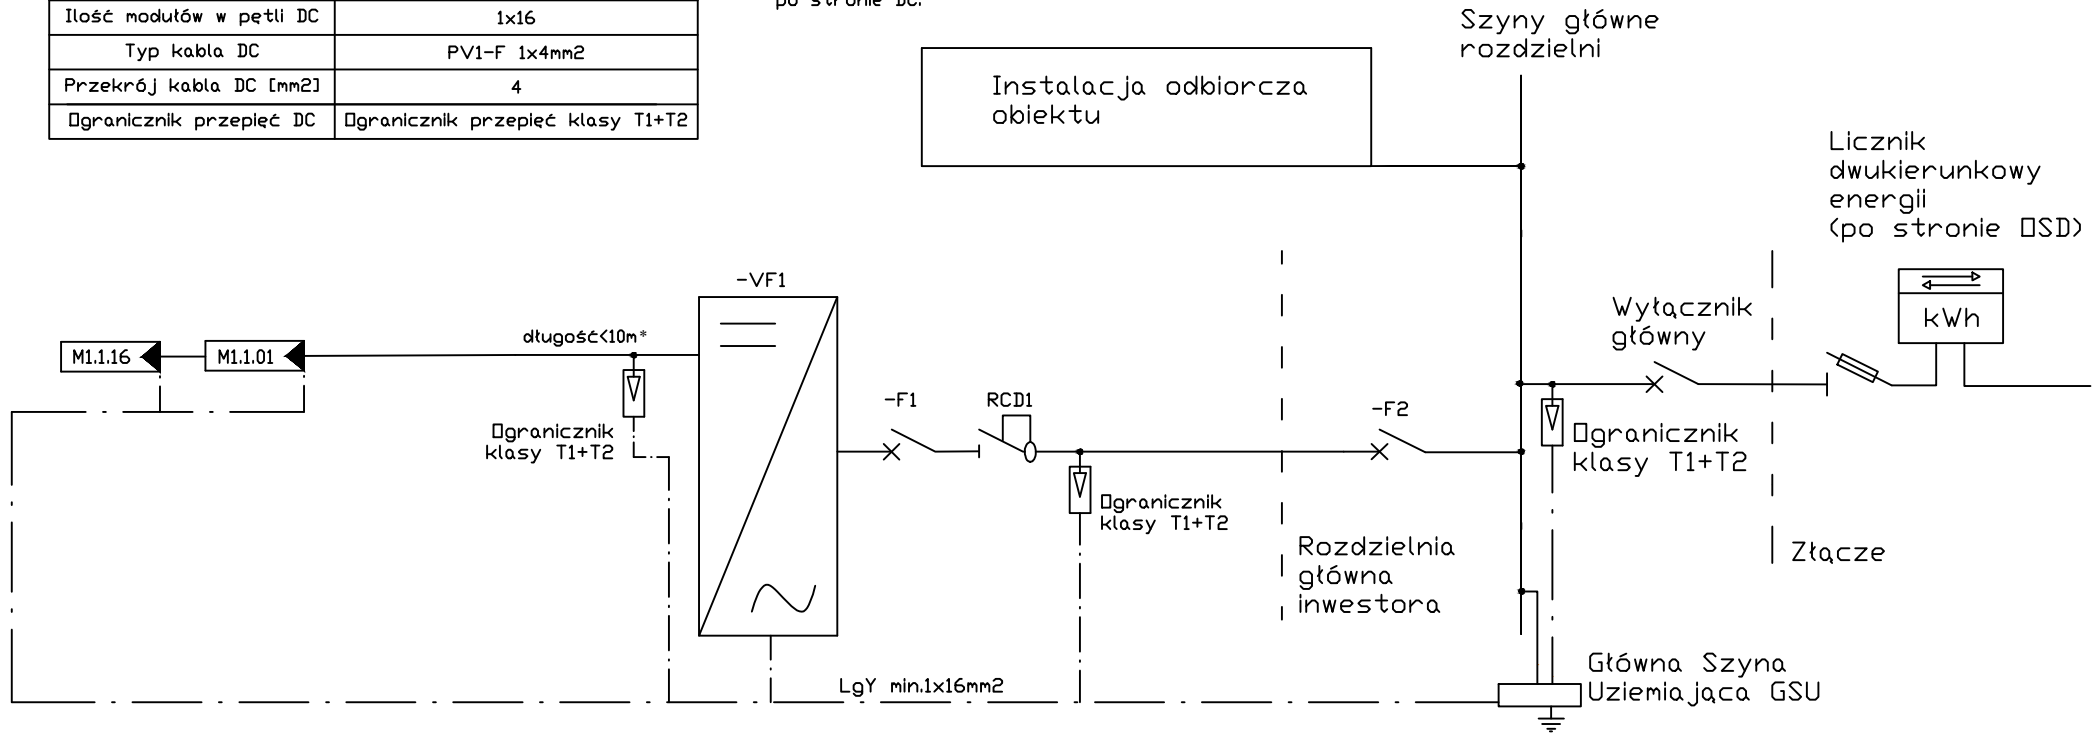 Ilość modułów w pętli DC 1x16
Typ kabla DC PV1-F 1x4mm2
Przekrój kabla DC [mm2] 4
Ogranicznik przepięć DC Ogranicznik przepięć klasy T1+T2
po stronie DC.
Instalacja odbiorcza
obiektu
Szyny główne
rozdzielni
Licznik
dwukierunkowy
energii
(po stronie OSD)
kWh
Wyłącznik
główny
-VF1
długość<10m*
M1.1.16
M1.1.01
Ogranicznik
klasy T1+T2
-F1
RCD1
Ogranicznik
klasy T1+T2
-F2
Ogranicznik
klasy T1+T2
Rozdzielnia
główna
inwestora
Złącze
LgY min.1x16mm2
Główna Szyna
Uziemiająca GSU